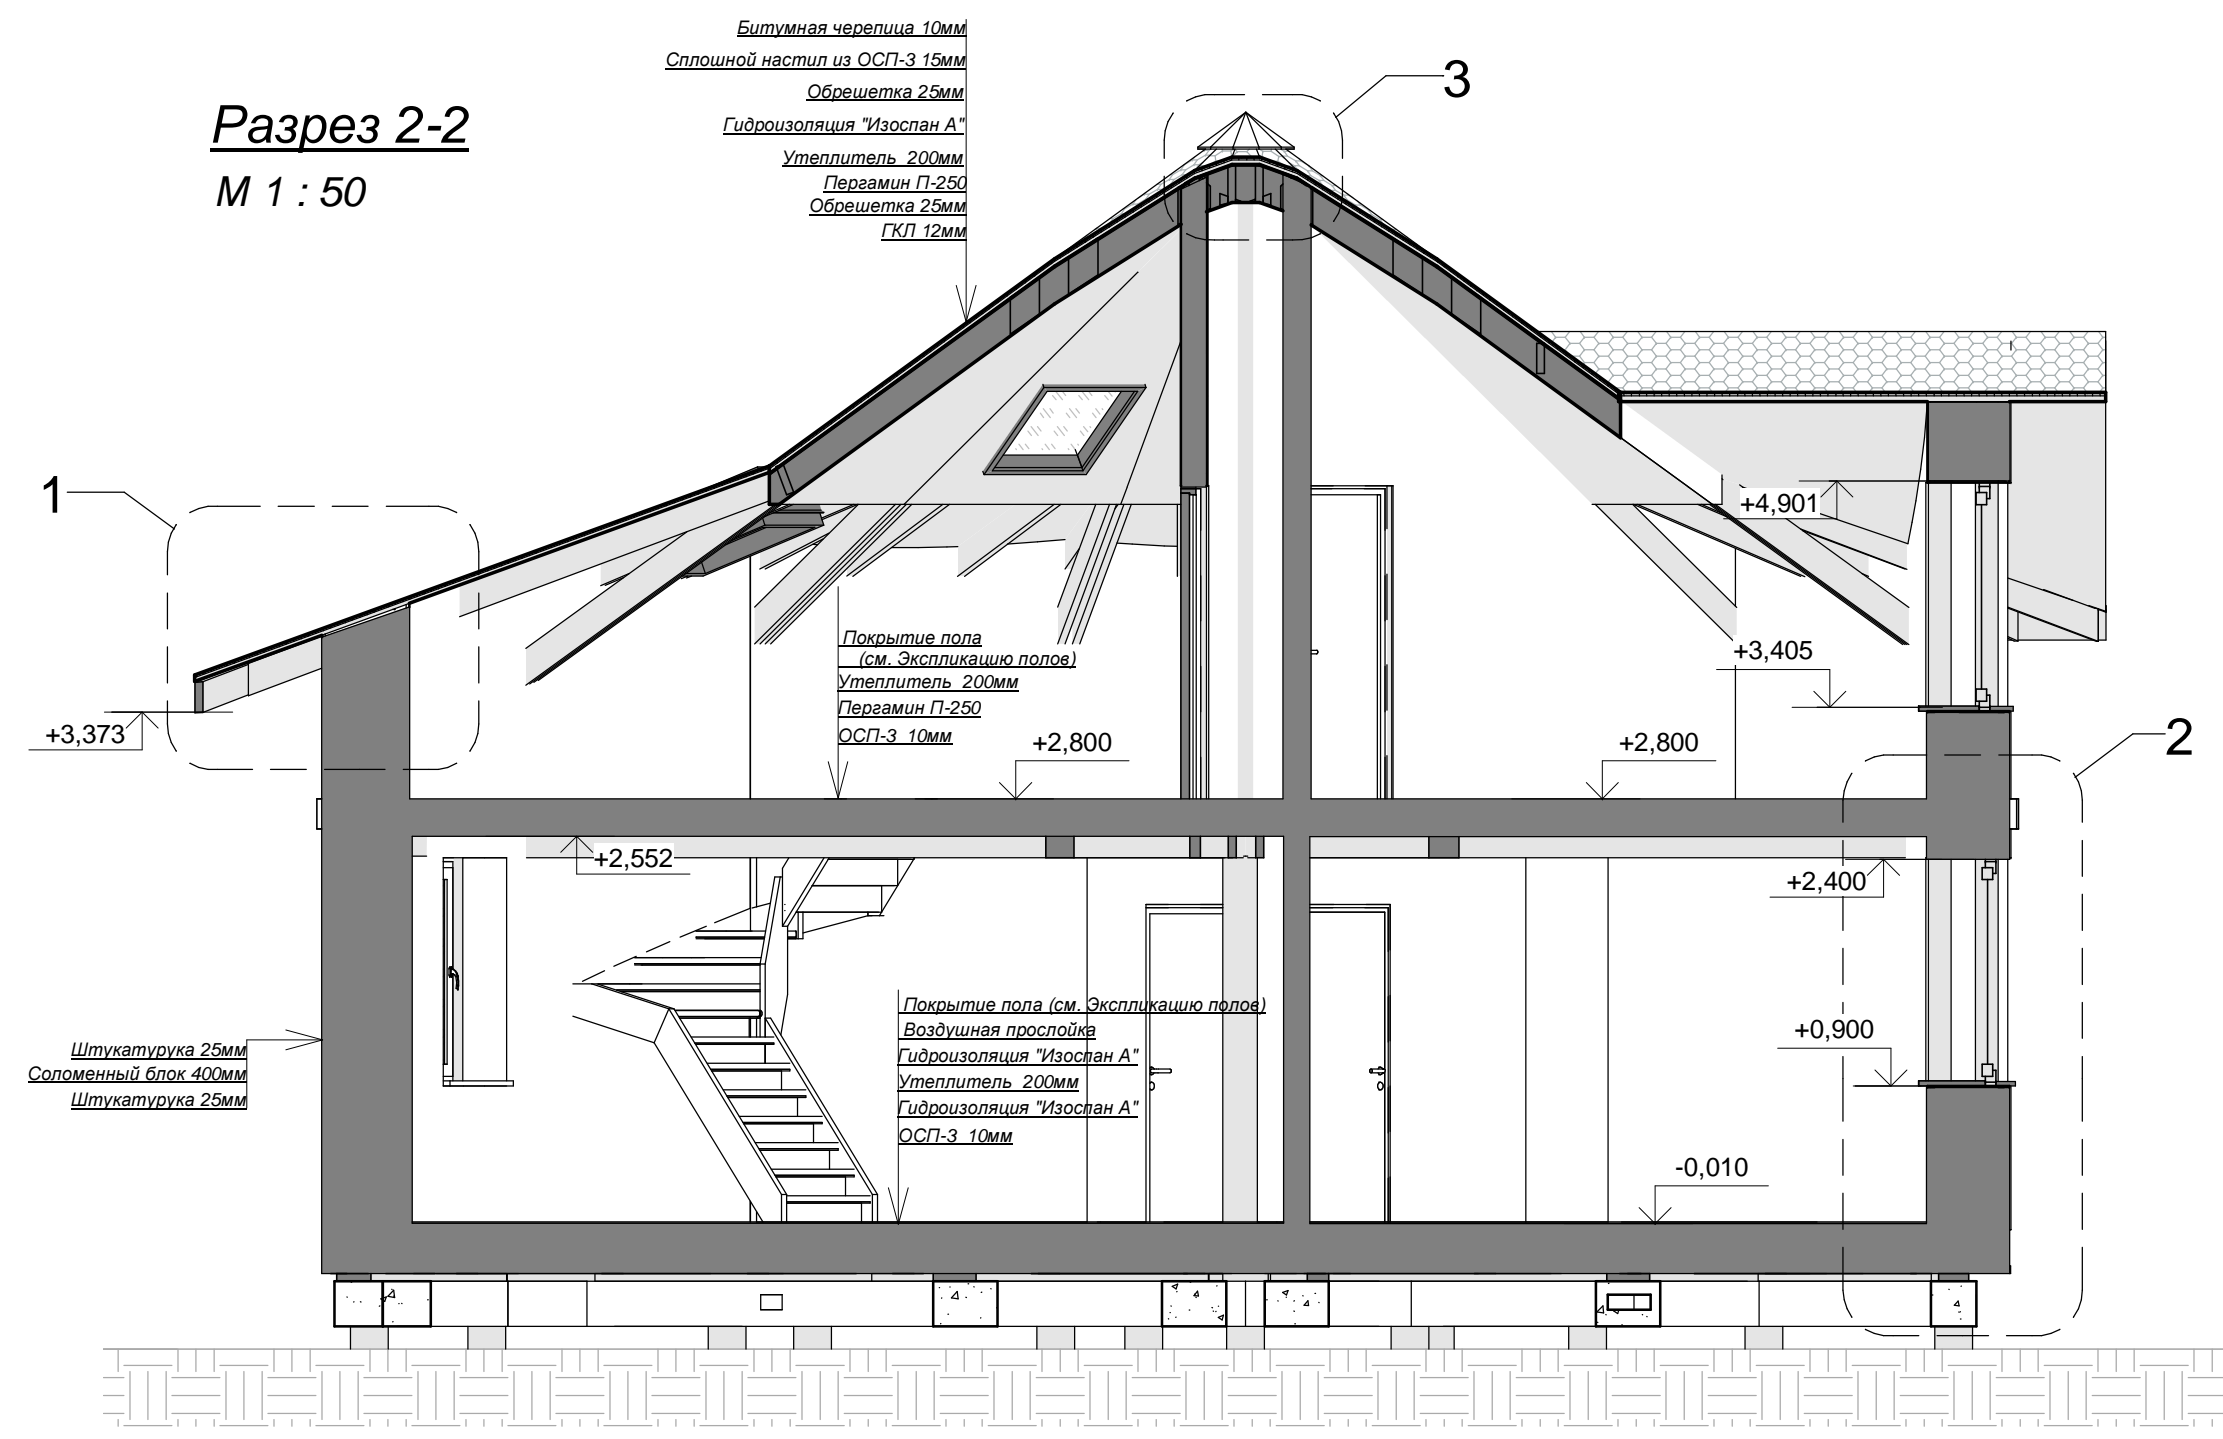 Битумная черепица 10мм
Сплошной настил из ОСП-3 15мм
Обрешетка 25мм
Гидроизоляция "Изоспан А"
Утеплитель 200мм
Пергамин П-250
Обрешетка 25мм
ГКЛ 12мм
Разрез 2-2
М 1 : 50
3
1
+4,901
Покрытие пола
(см. Экспликацию полов)
Утеплитель 200мм
Пергамин П-250
ОСП-3 10мм
+3,405
+3,373
+2,800
+2,800
2
+2,552
+2,400
Покрытие пола (см. Экспликацию полов)
Воздушная прослойка
Гидроизоляция "Изоспан А"
Утеплитель 200мм
Гидроизоляция "Изоспан А"
ОСП-3 10мм
+0,900
Штукатурука 25мм
Соломенный блок 400мм
Штукатурука 25мм
-0,010